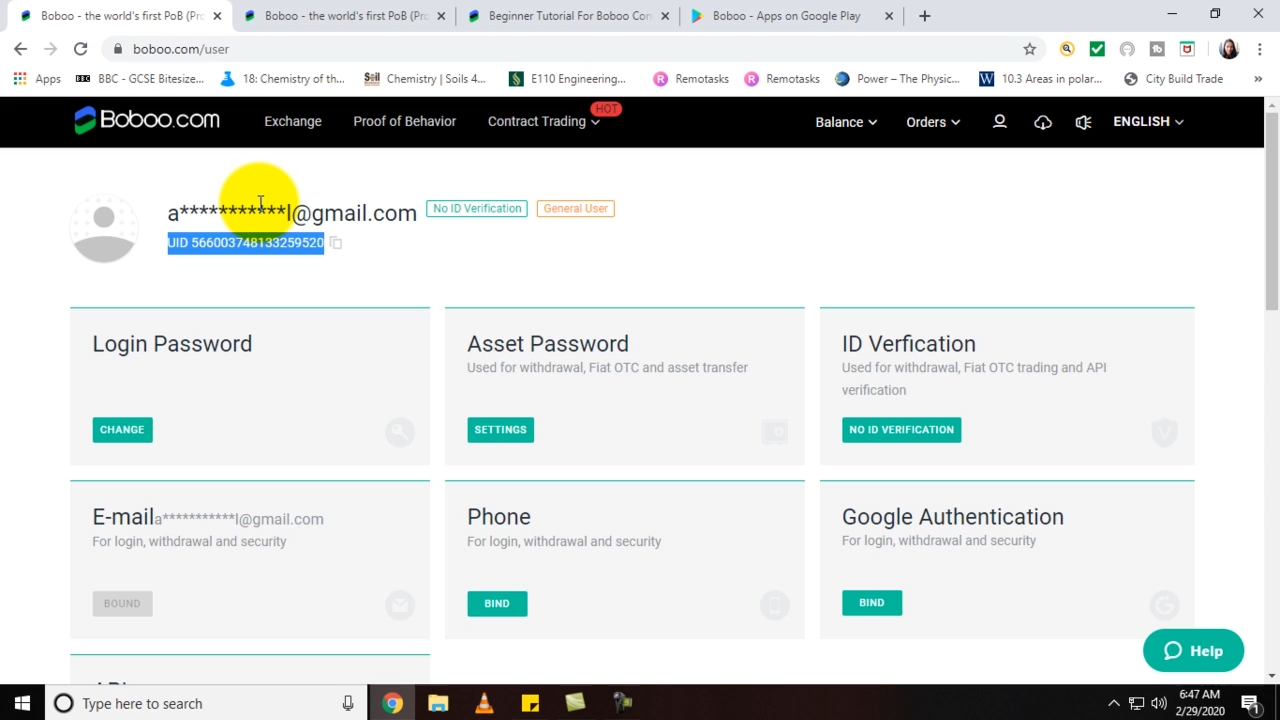 Boboo - the world's first PoB (Pro
Boboo - the world's first PoB (Pro
Beginner Tutorial For Boboo Con
Boboo - Apps on Google Play
boboo.com/user
Apps
BBC - GCSE Bitesize...
18: Chemistry of th...
Chemistry | Soils 4...
E110 Engineering...
Remotasks
Remotasks
Power – The Physic...
10.3 Areas in polar...
City Build Trade
»
Boboo.com
Exchange
Proof of Behavior
Contract Trading
HOT
Balance
Orders
ENGLISH
a***********l@gmail.com
No ID Verification
General User
UID 566003748133259520
Login Password
CHANGE
Asset Password
Used for withdrawal, Fiat OTC and asset transfer
SETTINGS
ID Verfication
Used for withdrawal, Fiat OTC trading and API
verification
NO ID VERIFICATION
E-maila***********l@gmail.com
For login, withdrawal and security
BOUND
Phone
For login, withdrawal and security
BIND
Google Authentication
For login, withdrawal and security
BIND
Help
Type here to search
6:47 AM
2/29/2020